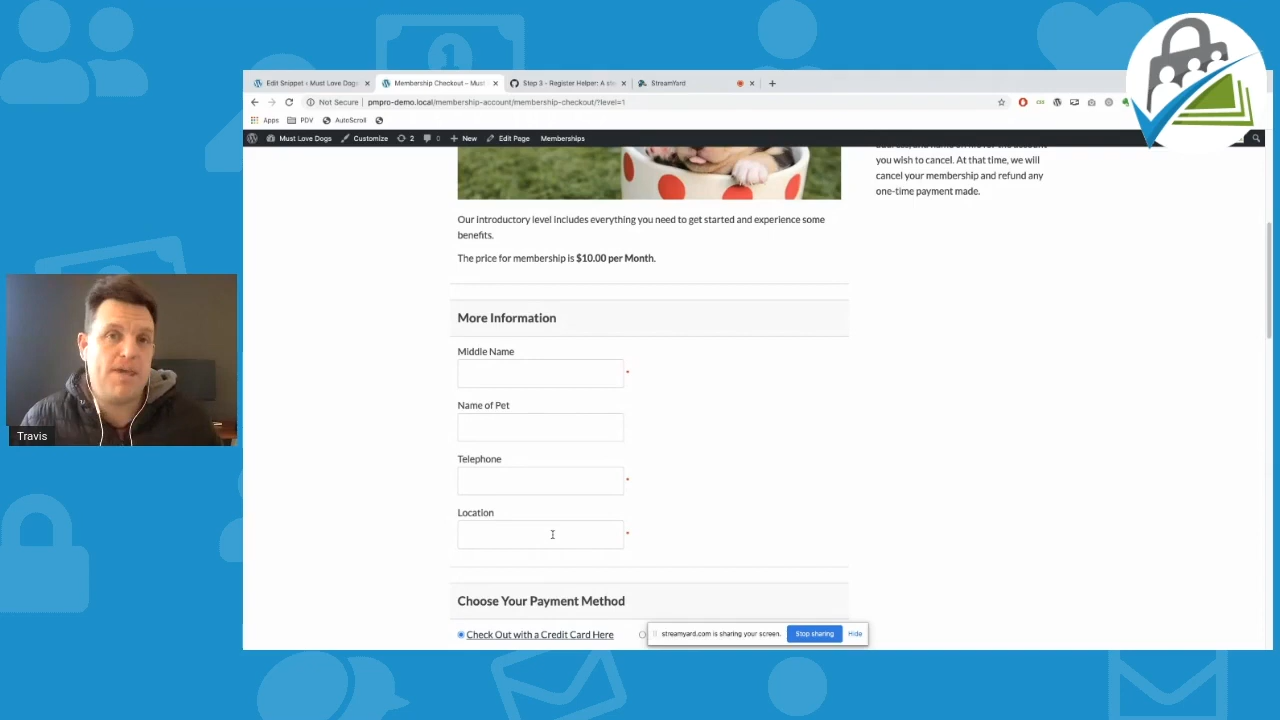 Edit Snippet ‹ Must Love Dogs
Membership Checkout – Must
Step 3 - Register Helper: A ste
StreamYard
Not Secure
pmpro-demo.local/membership-account/membership-checkout/?level=1
Apps
PDV
AutoScroll
Must Love Dogs
Customize
2
0
New
Edit Page
Memberships
you wish to cancel. At that time, we will
cancel your membership and refund any
one-time payment made.
Our introductory level includes everything you need to get started and experience some
benefits.
The price for membership is $10.00 per Month.
More Information
Middle Name
*
Name of Pet
Telephone
*
Location
*
Choose Your Payment Method
Check Out with a Credit Card Here
streamyard.com is sharing your screen.
Stop sharing
Hide
Travis